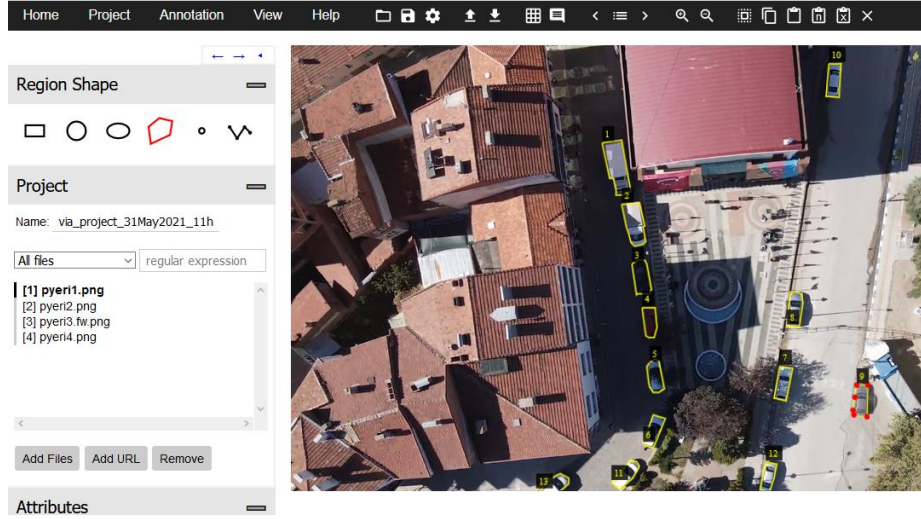 Home Project Annotation View Help
Region Shape
Project
Name: via_project_31May2021_11h
All files regular expression
[1] pyeri1.png
[2] pyeri2.png
[3] pyeri3.fw.png
[4] pyeri4.png
Add Files Add URL Remove
Attributes
10
1
2
3
4
8
5
7
9
6
12
11
13